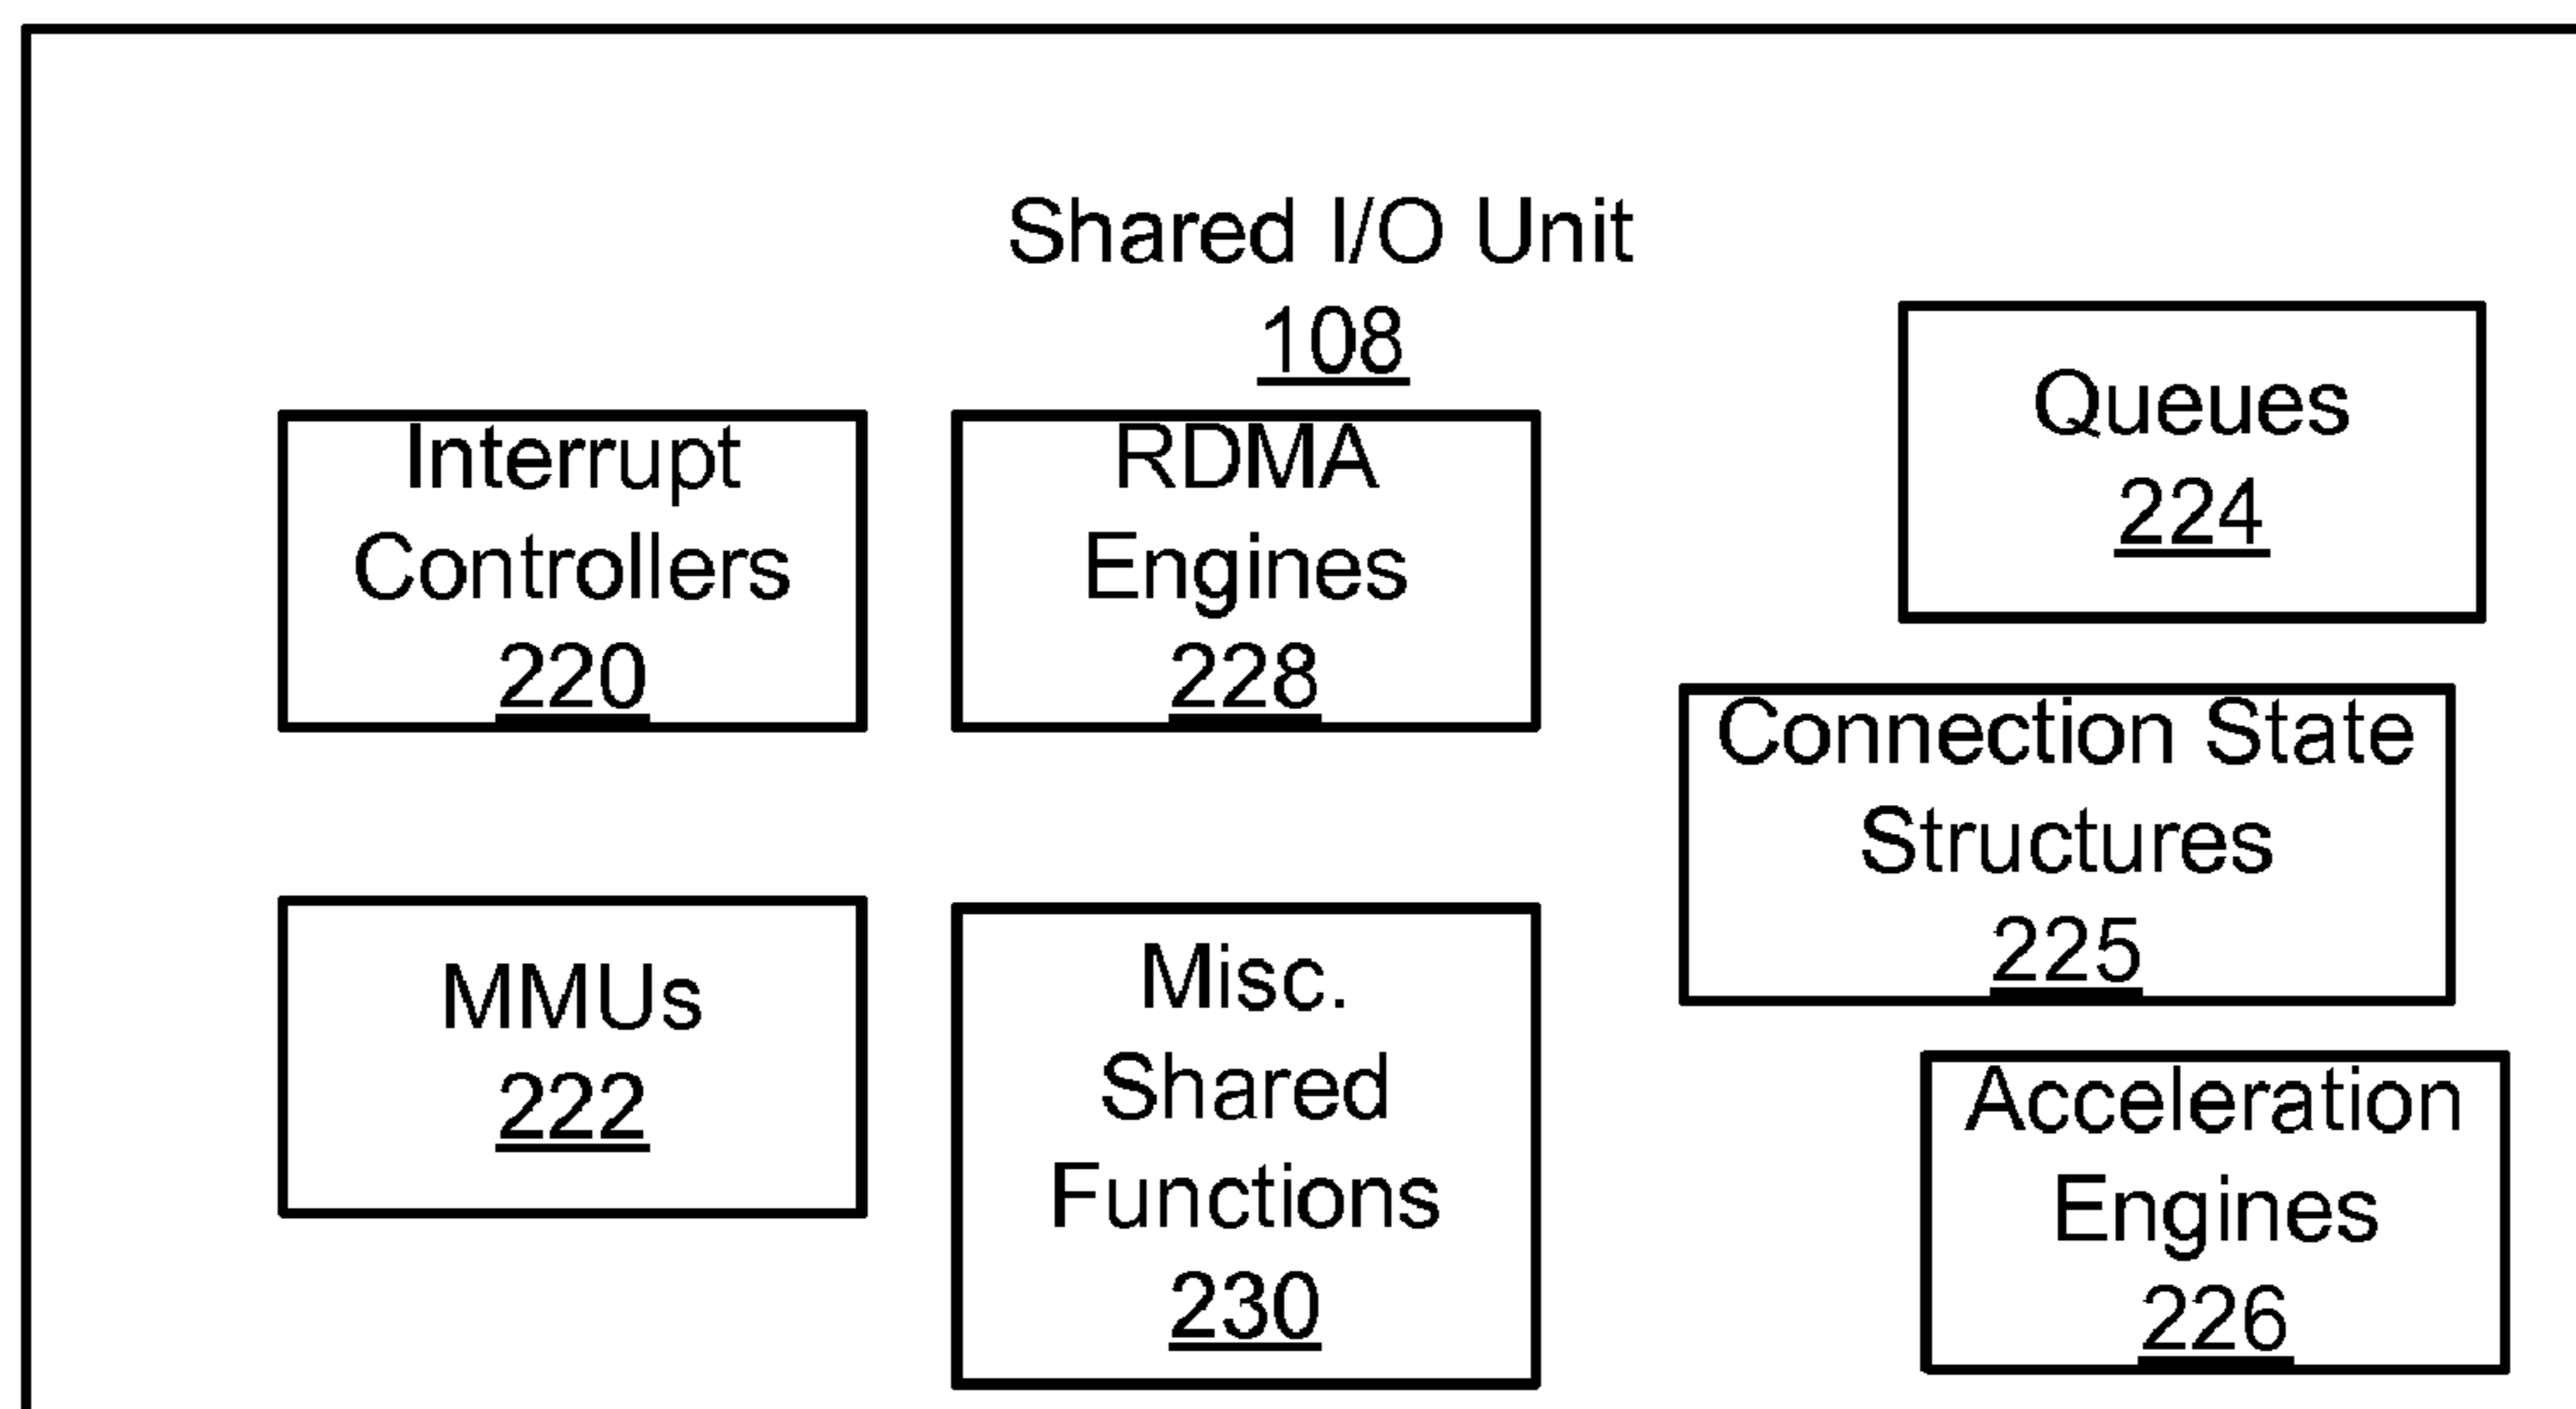 Shared I/O Unit
108
Interrupt
Controllers
220
RDMA
Engines
228
Queues
224
Connection State
Structures
225
MMUs
222
Misc.
Shared
Functions
230
Acceleration
Engines
226